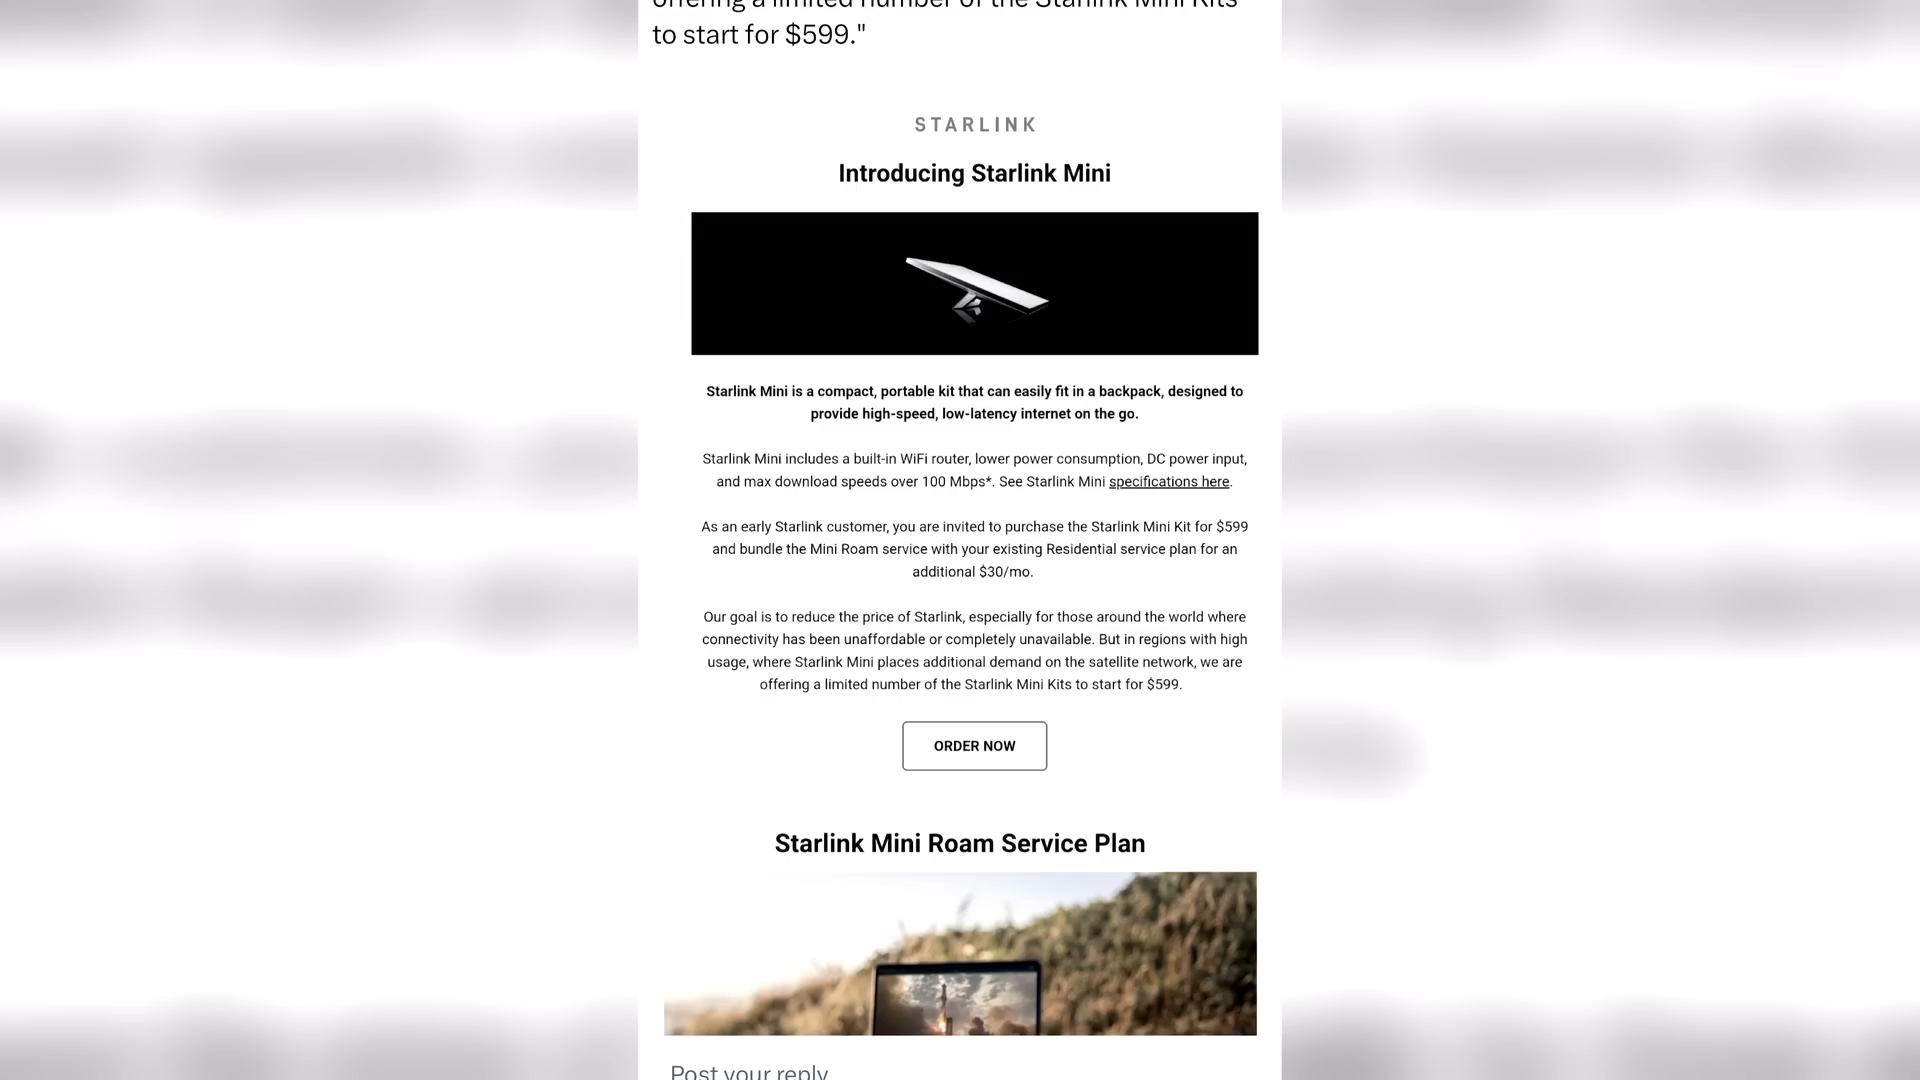 offering a limited number of the Starlink Mini Kits
to start for $599."
STARLINK
Introducing Starlink Mini
Starlink Mini is a compact, portable kit that can easily fit in a backpack, designed to
provide high-speed, low-latency internet on the go.
Starlink Mini includes a built-in WiFi router, lower power consumption, DC power input,
and max download speeds over 100 Mbps*. See Starlink Mini specifications here.
As an early Starlink customer, you are invited to purchase the Starlink Mini Kit for $599
and bundle the Mini Roam service with your existing Residential service plan for an
additional $30/mo.
Our goal is to reduce the price of Starlink, especially for those around the world where
connectivity has been unaffordable or completely unavailable. But in regions with high
usage, where Starlink Mini places additional demand on the satellite network, we are
offering a limited number of the Starlink Mini Kits to start for $599.
ORDER NOW
Starlink Mini Roam Service Plan
Post your reply